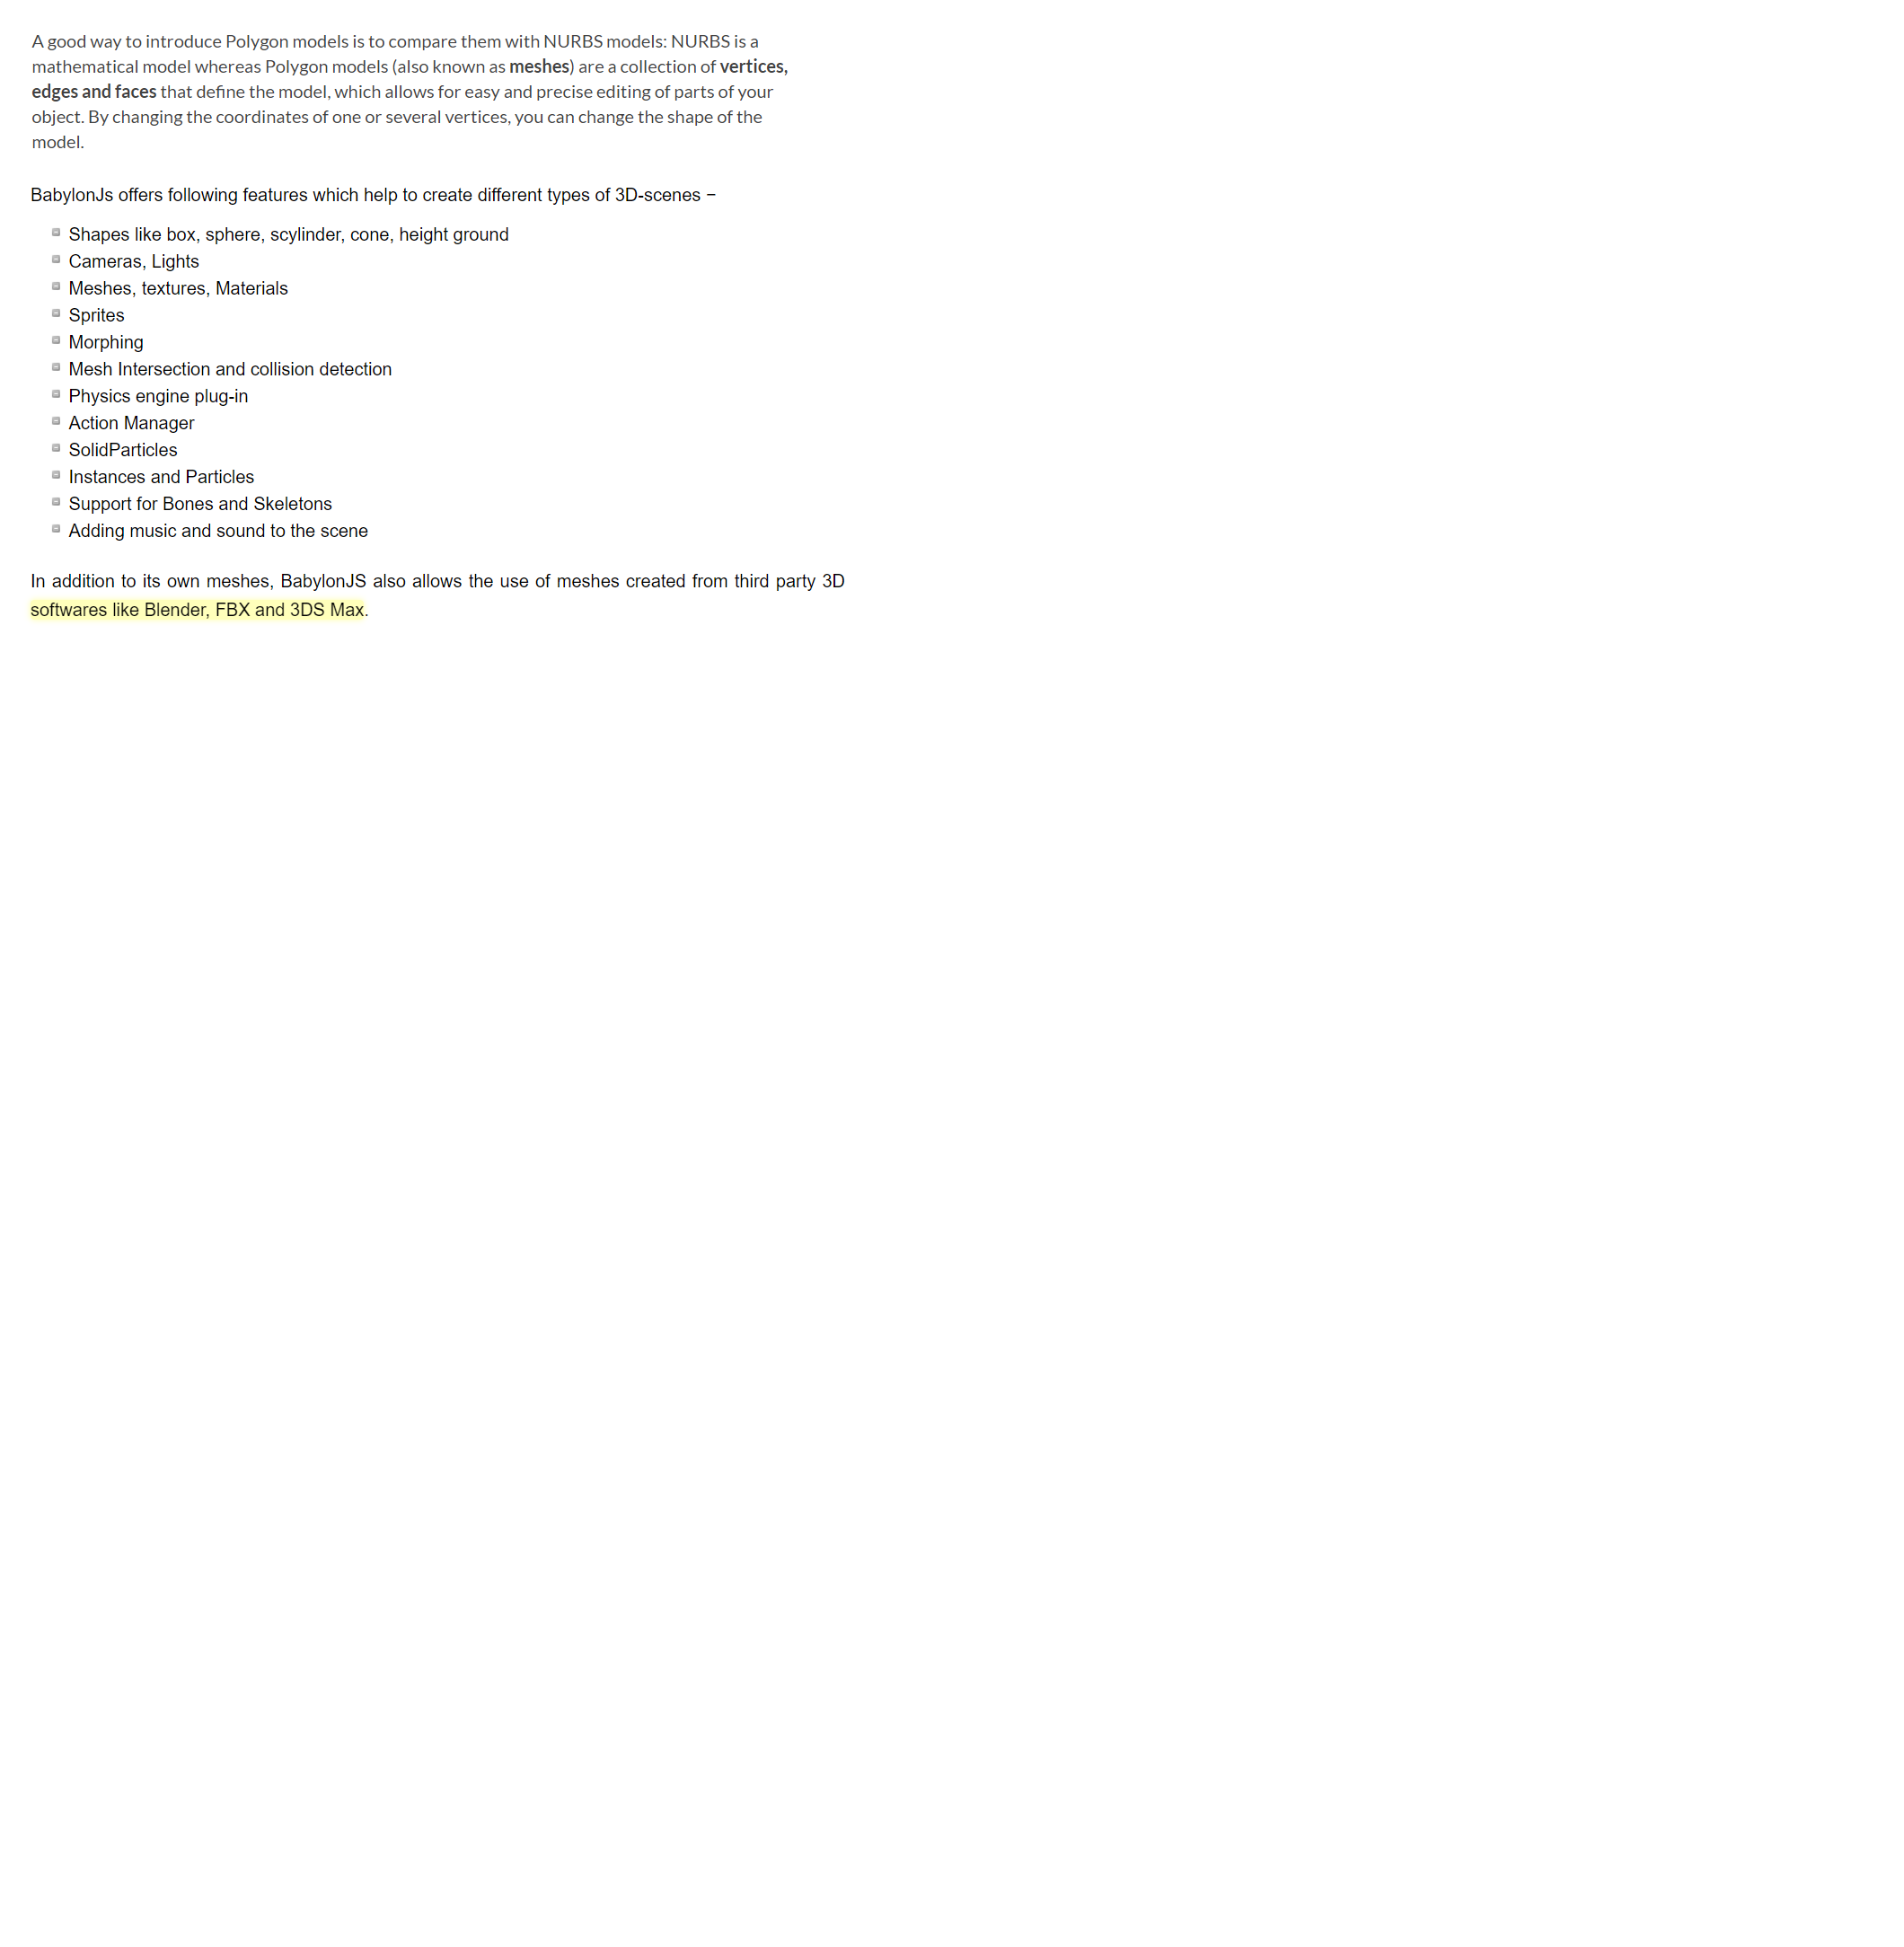 A good way to introduce Polygon models is to compare them with NURBS models: NURBS is a
mathematical model whereas Polygon models (also known as meshes) are a collection of vertices,
edges and faces that define the model, which allows for easy and precise editing of parts of your
object. By changing the coordinates of one or several vertices, you can change the shape of the
model.
BabylonJs offers following features which help to create different types of 3D-scenes −
Shapes like box, sphere, scylinder, cone, height ground
Cameras, Lights
Meshes, textures, Materials
Sprites
Morphing
Mesh Intersection and collision detection
Physics engine plug-in
Action Manager
SolidParticles
Instances and Particles
Support for Bones and Skeletons
Adding music and sound to the scene
In addition to its own meshes, BabylonJS also allows the use of meshes created from third party 3D
softwares like Blender, FBX and 3DS Max.